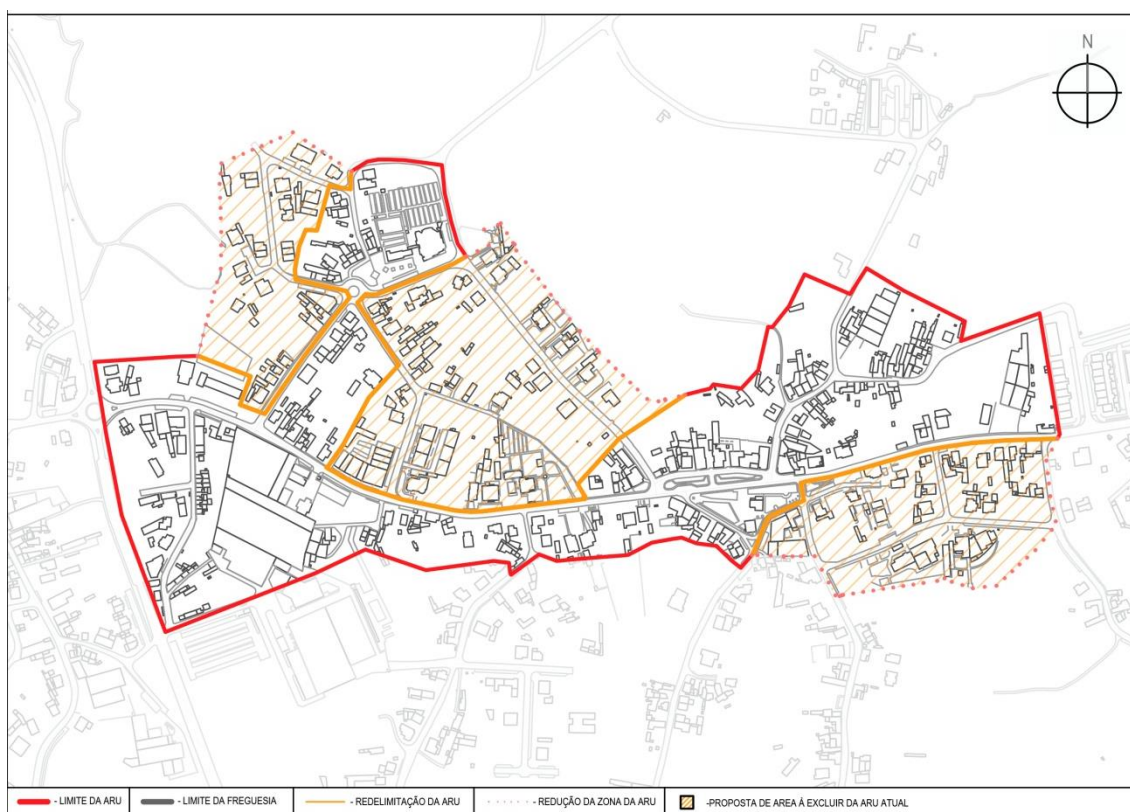 N
- LIMITE DA ARU
- LIMITE DA FREGUESIA
- REDELIMITAÇÃO DA ARU
- REDUÇÃO DA ZONA DA ARU
-PROPOSTA DE AREA À EXCLUIR DA ARU ATUAL